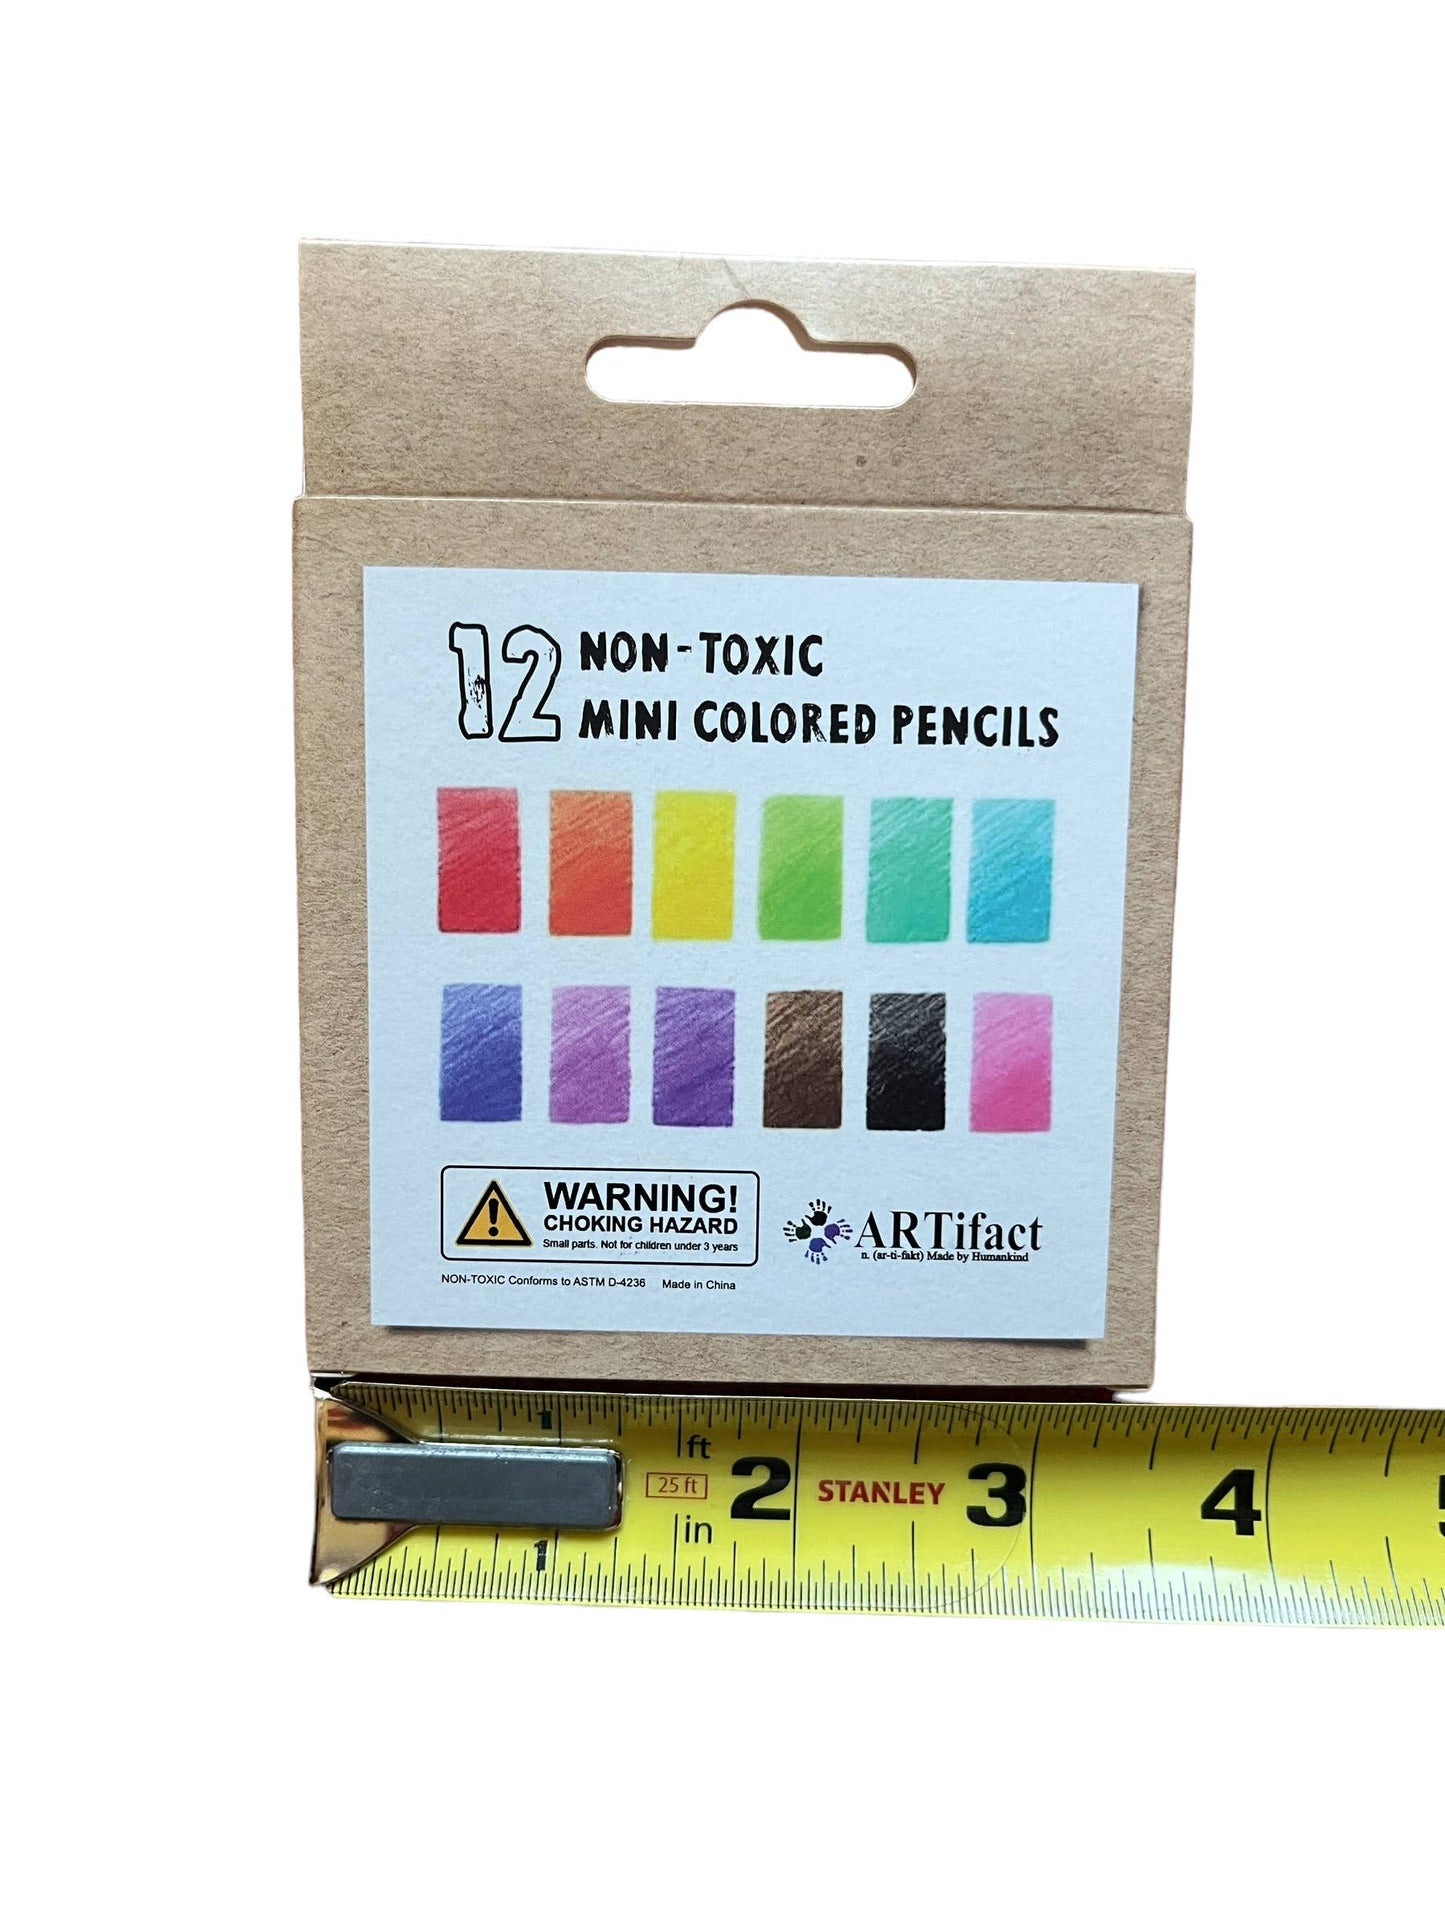 12 NON-TOXIC
MINI COLORED PENCILS
WARNING!
CHOKING HAZARD
Small parts. Not for children under 3 years
ARTifact
n. (ar-ti-fakt) Made by Humankind
NON-TOXIC Conforms to ASTM D-4236 Made in China
1
ft
25 ft
2
STANLEY
3
4
5
in
1